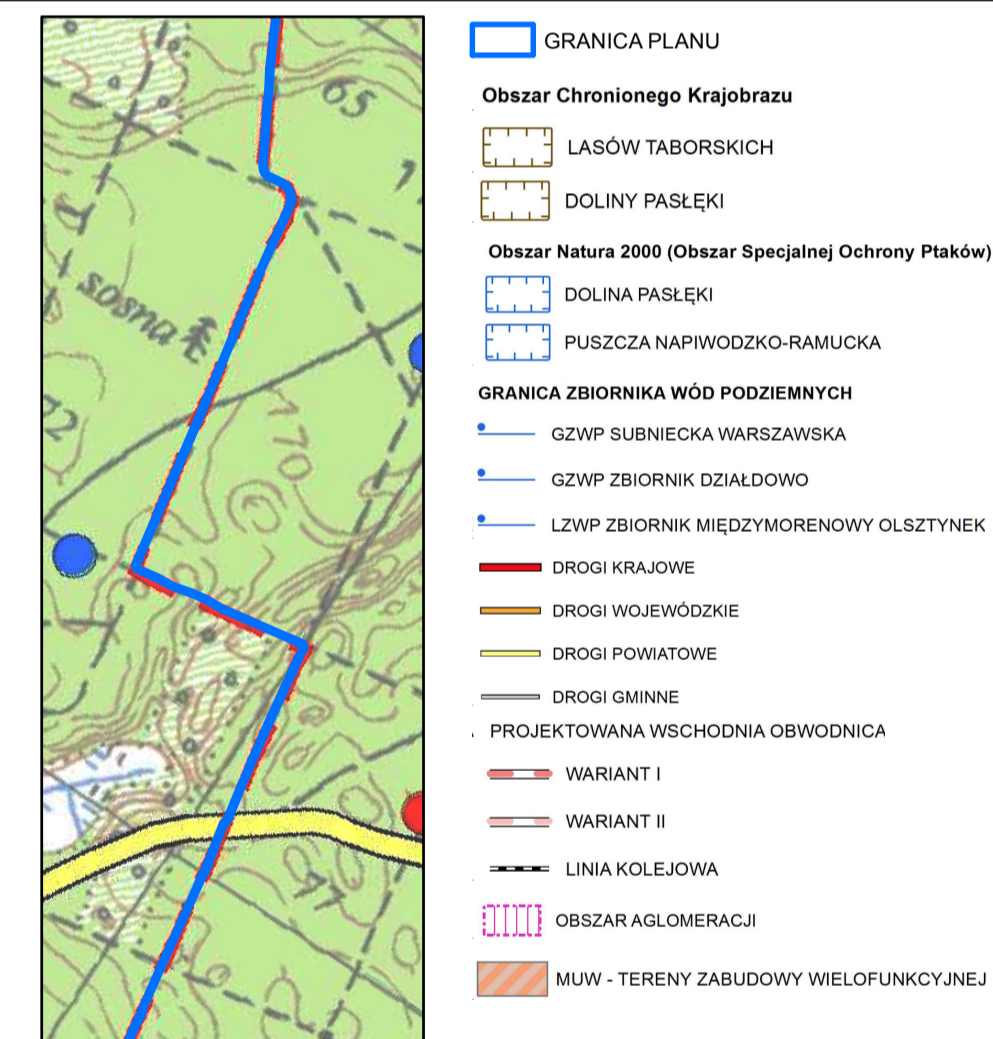 65
sosna
170
77
GRANICA PLANU
Obszar Chronionego Krajobrazu
LASÓW TABORSKICH
DOLINY PASŁĘKI
Obszar Natura 2000 (Obszar Specjalnej Ochrony Ptaków)
DOLINA PASŁĘKI
PUSZCZA NAPIWODZKO-RAMUCKA
GRANICA ZBIORNIKA WÓD PODZIEMNYCH
GZWP SUBNIECKA WARSZAWSKA
GZWP ZBIORNIK DZIAŁDOWO
LZWP ZBIORNIK MIĘDZYMORENOWY OLSZTYNEK
DROGI KRAJOWE
DROGI WOJEWÓDZKIE
DROGI POWIATOWE
DROGI GMINNE
PROJEKTOWANA WSCHODNIA OBWODNICA
WARIANT I
WARIANT II
LINIA KOLEJOWA
OBSZAR AGLOMERACJI
MUW - TERENY ZABUDOWY WIELOFUNKCYJNEJ